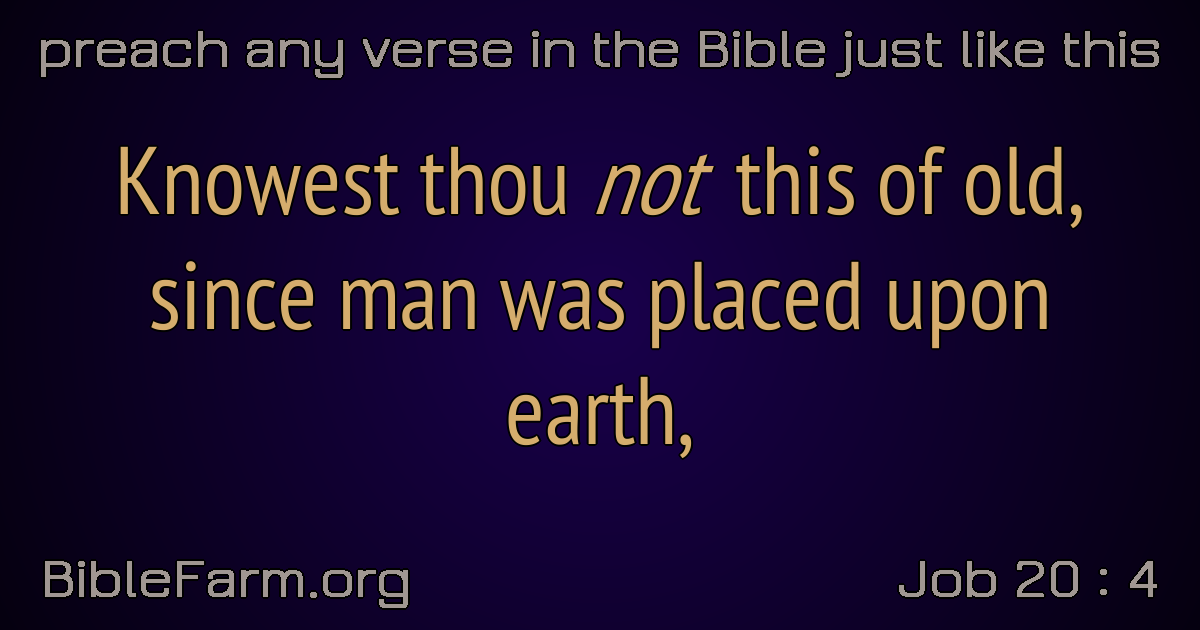 preach any verse in the Bible just like this
Knowest thou not this of old,
since man was placed upon
earth,
BibleFarm.org
Job 20 : 4